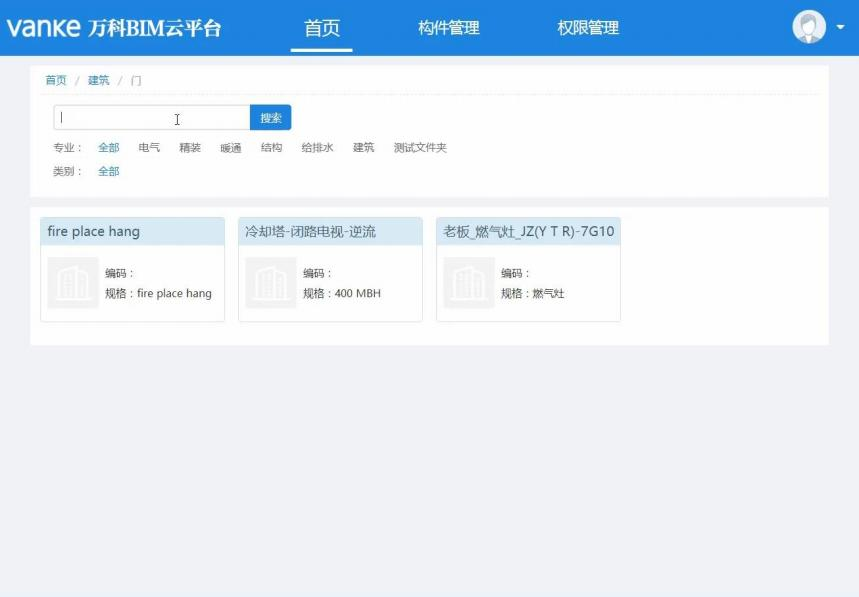 vanke 万科BIM云平台 首页 构件管理 权限管理
首页 / 建筑 / 门
搜索
专业： 全部 电气 精装 暖通 结构 给排水 建筑 测试文件夹
类别： 全部
fire place hang
编码：
规格：fire place hang
冷却塔-闭路电视-逆流
编码：
规格：400 MBH
老板_燃气灶_JZ(Y T R)-7G10
编码：
规格：燃气灶